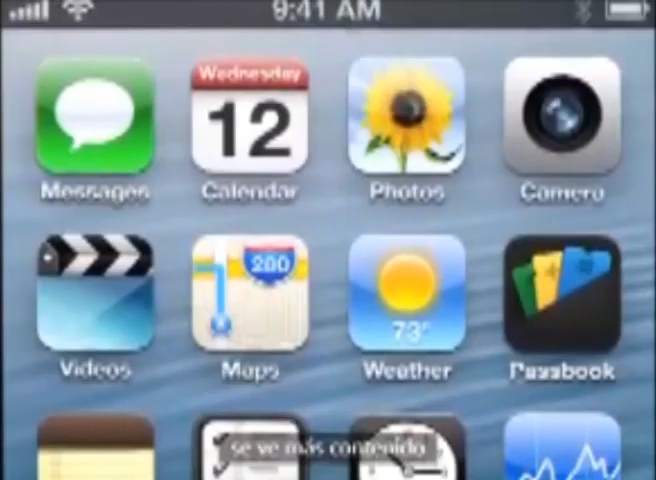 9:41 AM
Wednesday
12
Messages Calendar Photos Camera
280
73°
Videos Maps Weather Passbook
se ve más contenido